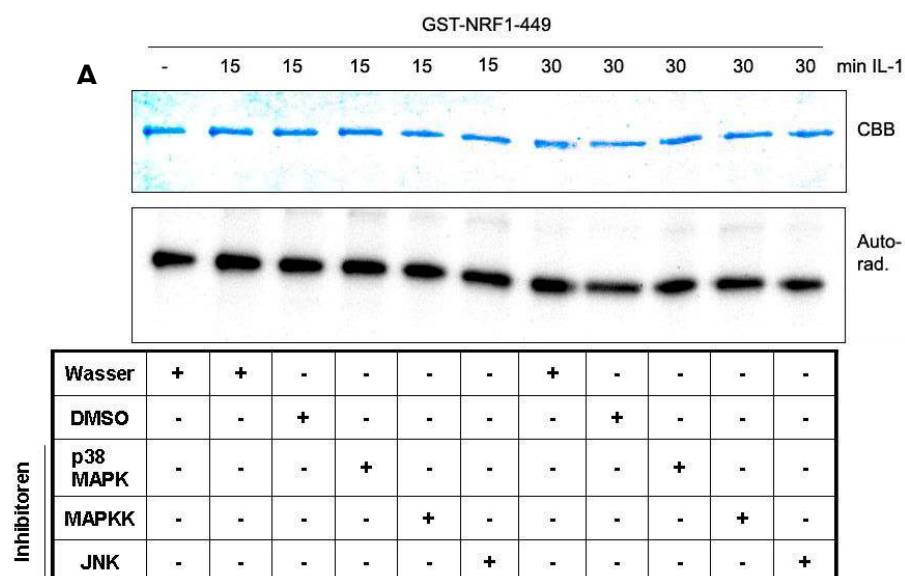 GST-NRF1-449
A
- 15 15 15 15 15 30 30 30 30 30 min IL-1
CBB
Auto-
rad.
Wasser + + - - - - + - - - -
DMSO - - + - - - - + - - -
p38
MAPK - - - + - - - - + - -
MAPKK - - - - + - - - - + -
JNK - - - - - + - - - - +
Inhibitoren